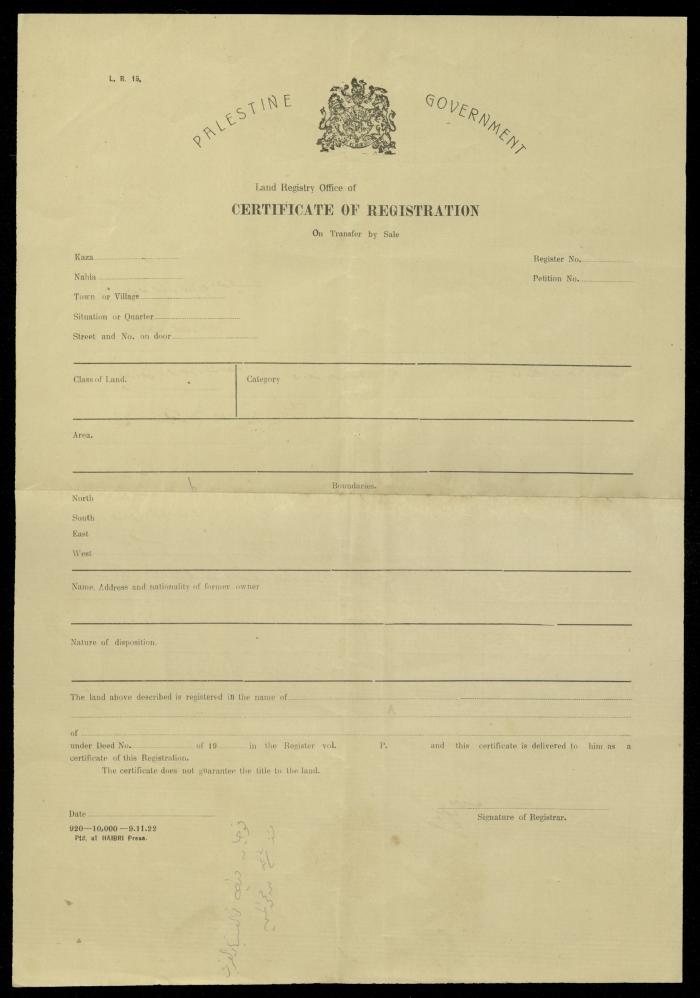 L. R. 15.
PALESTINE GOVERNMENT
Land Registry Office of
CERTIFICATE OF REGISTRATION
On Transfer by Sale
Kaza
Register No.
Nahia
Petition No.
Town or Village
Situation or Quarter
Street and No. on door
Class of Land.
Category
Area.
Boundaries.
North
South
East
West
Name, Address and nationality of former owner
Nature of disposition.
The land above described is registered in the name of
of
under Deed No. of 19 in the Register vol. P. and this certificate is delivered to him as a
certificate of this Registration.
The certificate does not guarantee the title to the land.
Date
Signature of Registrar.
920—10,000—9.11.22
Ptd. at HAIBRI Press.